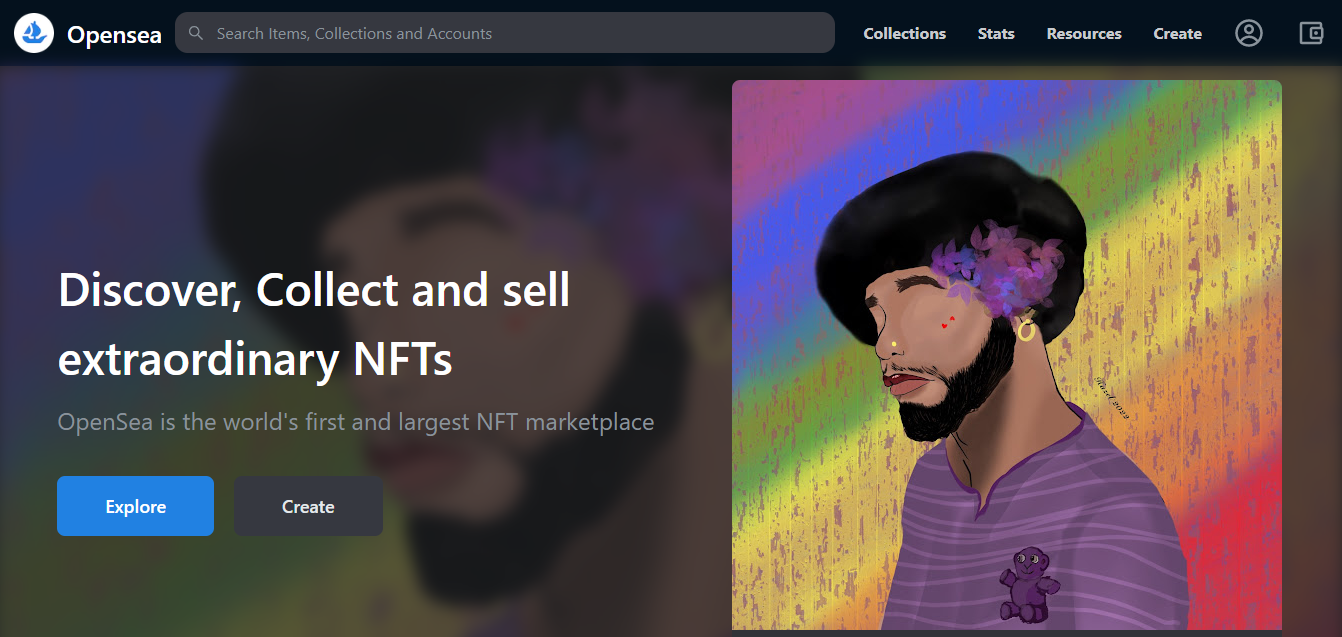 Opensea
Search Items, Collections and Accounts
Collections
Stats
Resources
Create
Discover, Collect and sell
extraordinary NFTs
OpenSea is the world's first and largest NFT marketplace
Explore
Create
2022